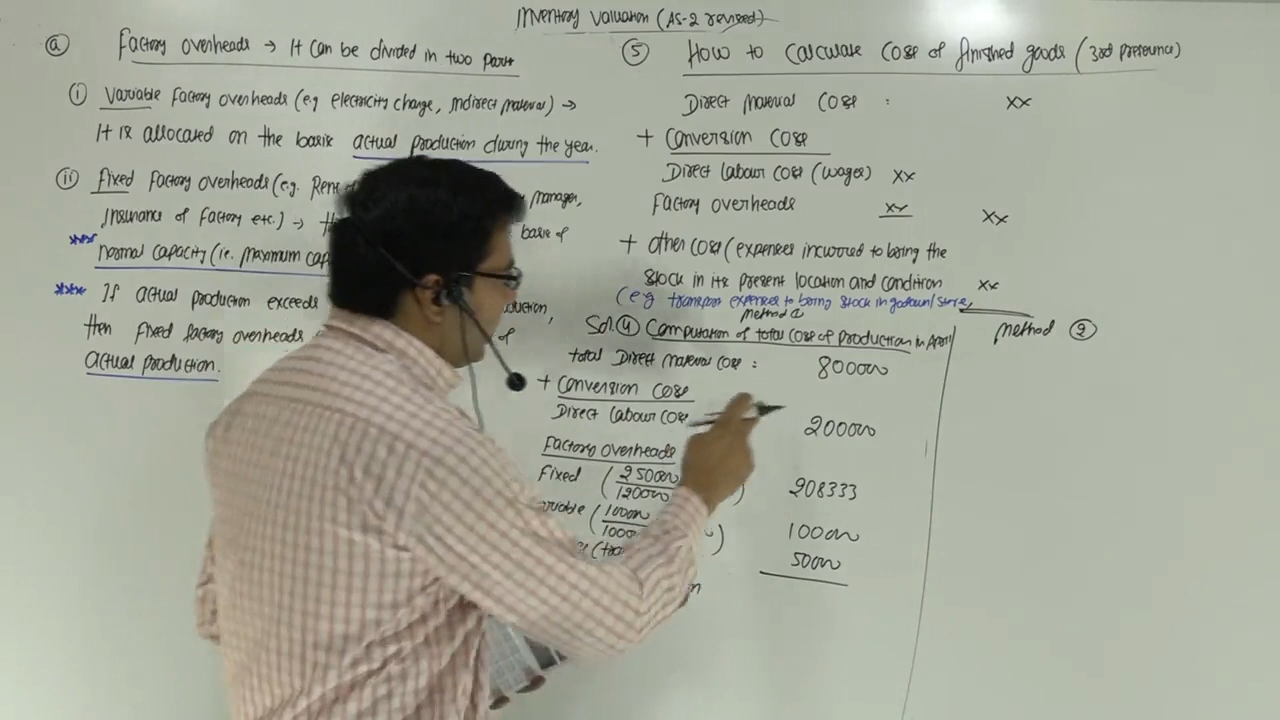 Inventory Valuation (AS-2 revised)
ⓐ Factory overheads → It can be divided in two parts
ⓘ Variable Factory overheads (e.g electricity charge, Indirect Material) →
It is allocated on the basis actual production during the year.
ⓘⓘ Fixed Factory overheads (e.g. Rent manager,
Insurance of Factory etc.) → basis of
*** Normal Capacity (i.e. Maximum
*** If actual production exceeds
then Fixed Factory overheads of
actual production.
⑤ How to calculate cost of finished goods (3rd presence)
Direct Material Cost : xx
+ Conversion Cost
Direct Labour Cost (wages) xx
Factory overheads xx xx
+ other cost (expenses incurred to bring the
stock in its present location and condition xx
(e.g transport expenses to bring stock in godown/store)
Method 1
Sol. ④ Computation of total cost of production in April
Method ②
total Direct Material Cost : 800000
+ Conversion Cost
Direct Labour Cost 200000
Factory overheads
Fixed ( 250000 / 120000 ) 208333
( 100000 ) 100000
50000